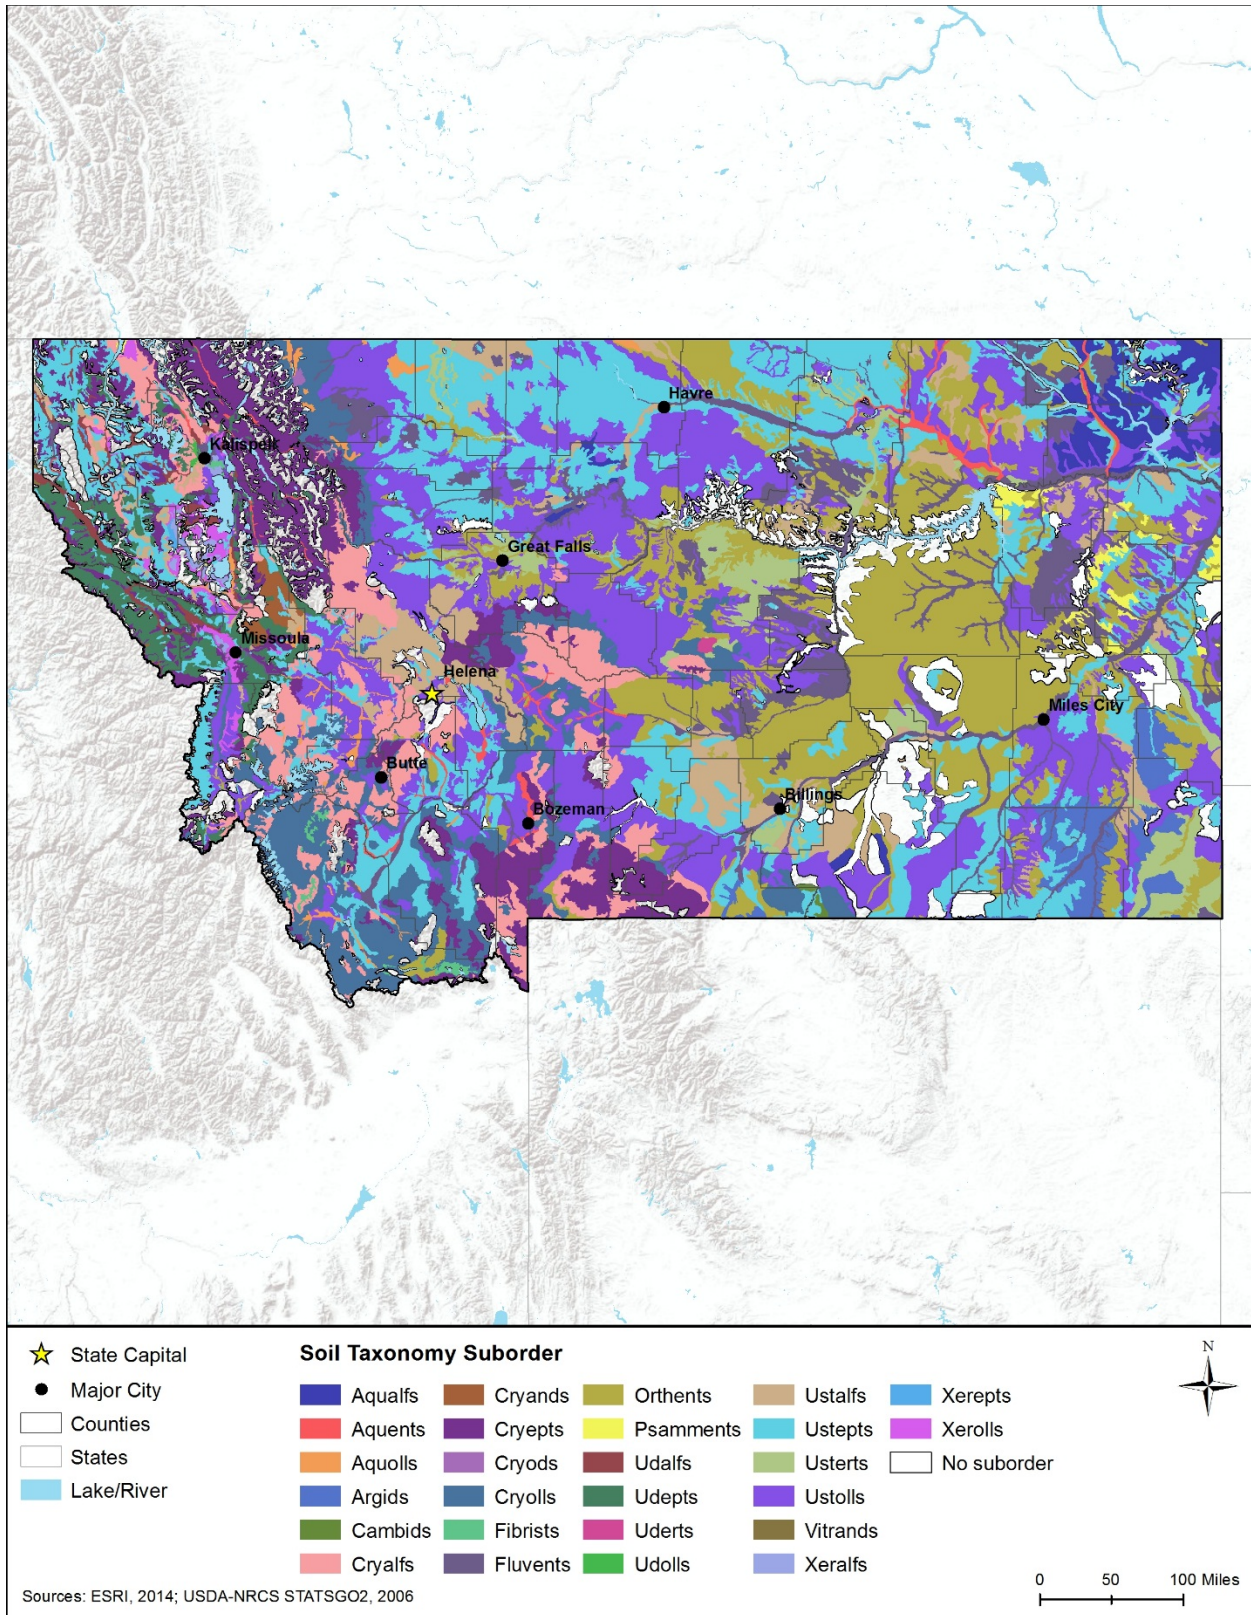 Havre
Kalispell
Great Falls
Missoula
Helena
Miles City
Butte
Billings
Bozeman
State Capital
Major City
Counties
States
Lake/River
Soil Taxonomy Suborder
Aqualfs
Aquents
Aquolls
Argids
Cambids
Cryalfs
Cryands
Cryepts
Cryods
Cryolls
Fibrists
Fluvents
Orthents
Psamments
Udalfs
Udepts
Uderts
Udolls
Ustalfs
Ustepts
Usterts
Ustolls
Vitrands
Xeralfs
Xerepts
Xerolls
No suborder
N
0 50 100 Miles
Sources: ESRI, 2014; USDA-NRCS STATSGO2, 2006